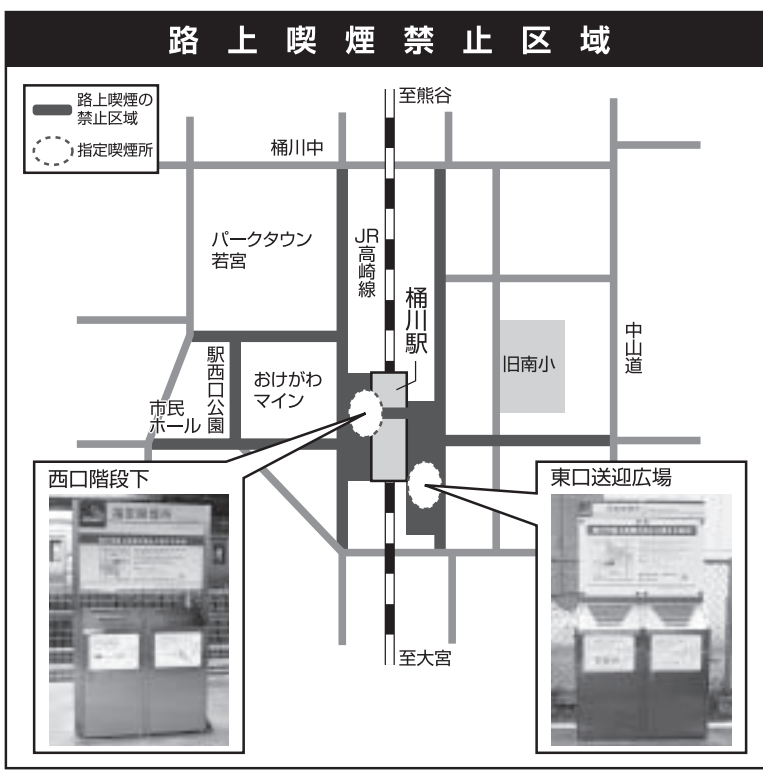 路上喫煙禁止区域
路上喫煙の
禁止区域
指定喫煙所
至熊谷
桶川中
パークタウン
若宮
JR高崎線
桶川駅
中山道
旧南小
駅西口公園
おけがわ
マイン
市民
ホール
西口階段下
東口送迎広場
至大宮